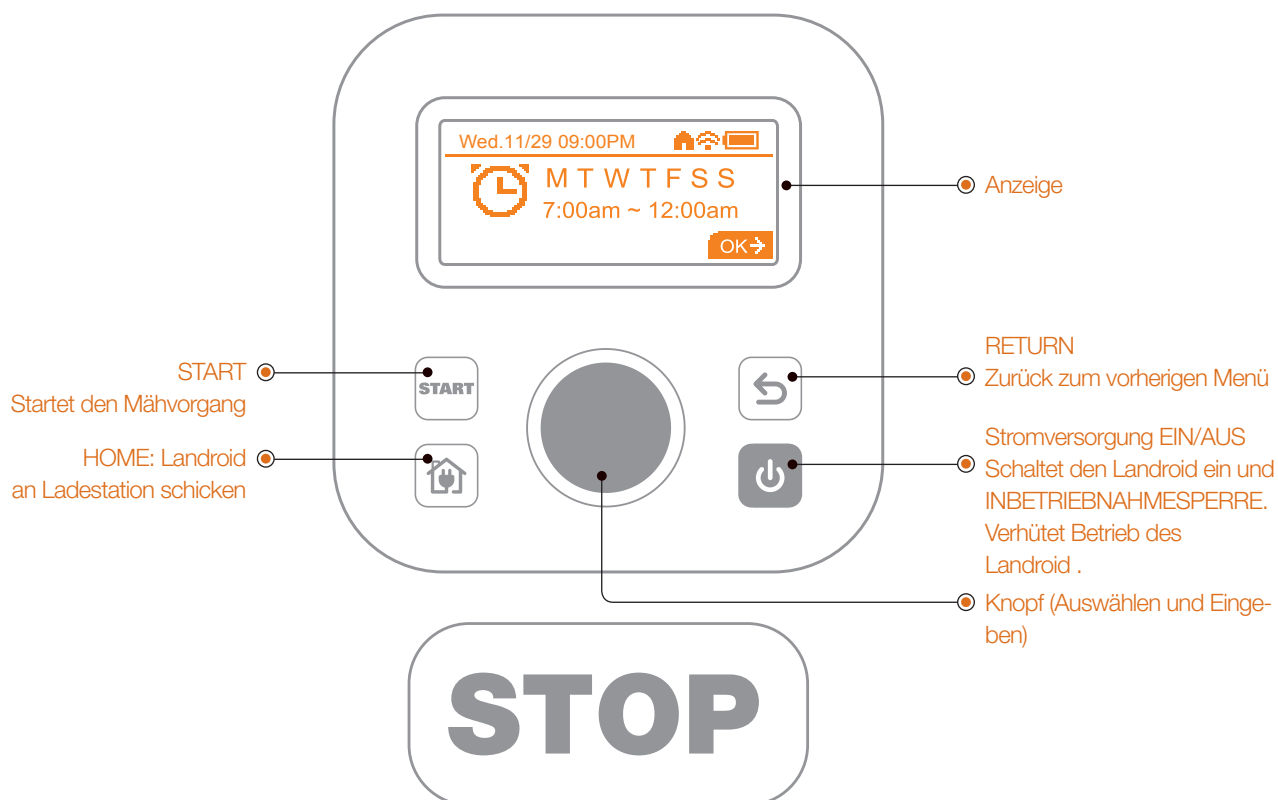 Wed.11/29 09:00PM
M T W T F S S
7:00am ~ 12:00am
OK
Anzeige
START
Startet den Mähvorgang
START
HOME: Landroid
an Ladestation schicken
RETURN
Zurück zum vorherigen Menü
Stromversorgung EIN/AUS
Schaltet den Landroid ein und
INBETRIEBNAHMESPERRE.
Verhütet Betrieb des
Landroid .
Knopf (Auswählen und Einge-
ben)
STOP